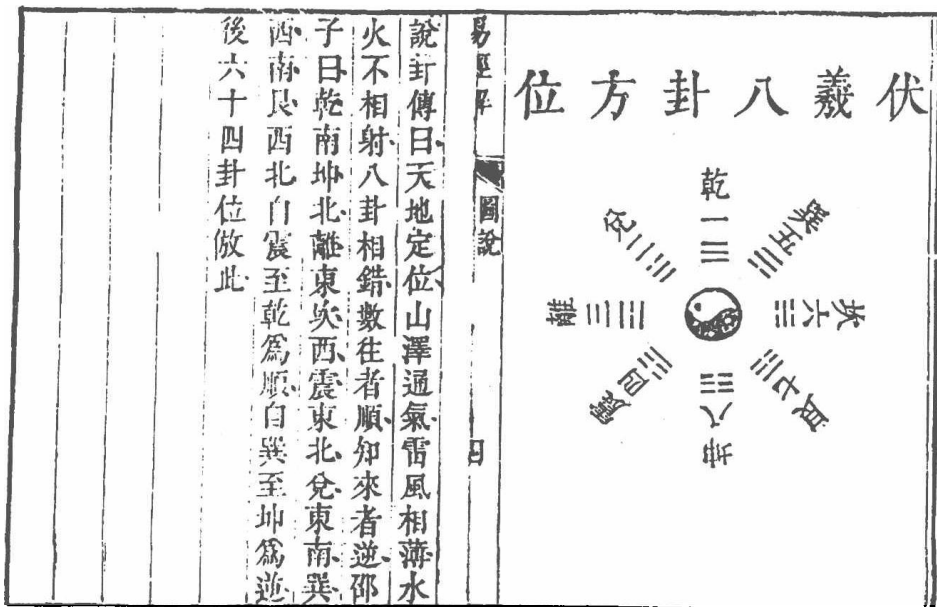 伏羲八卦方位
乾一
兌二
離三
震四
巽五
坎六
艮七
坤八
易經
圖說
說卦傳曰天地定位山澤通氣雷風相薄水
火不相射八卦相錯數往者順知來者逆邵
子曰乾南坤北離東坎西震東北兌東南巽
西南艮西北自震至乾爲順自巽至坤爲逆
後六十四卦位倣此